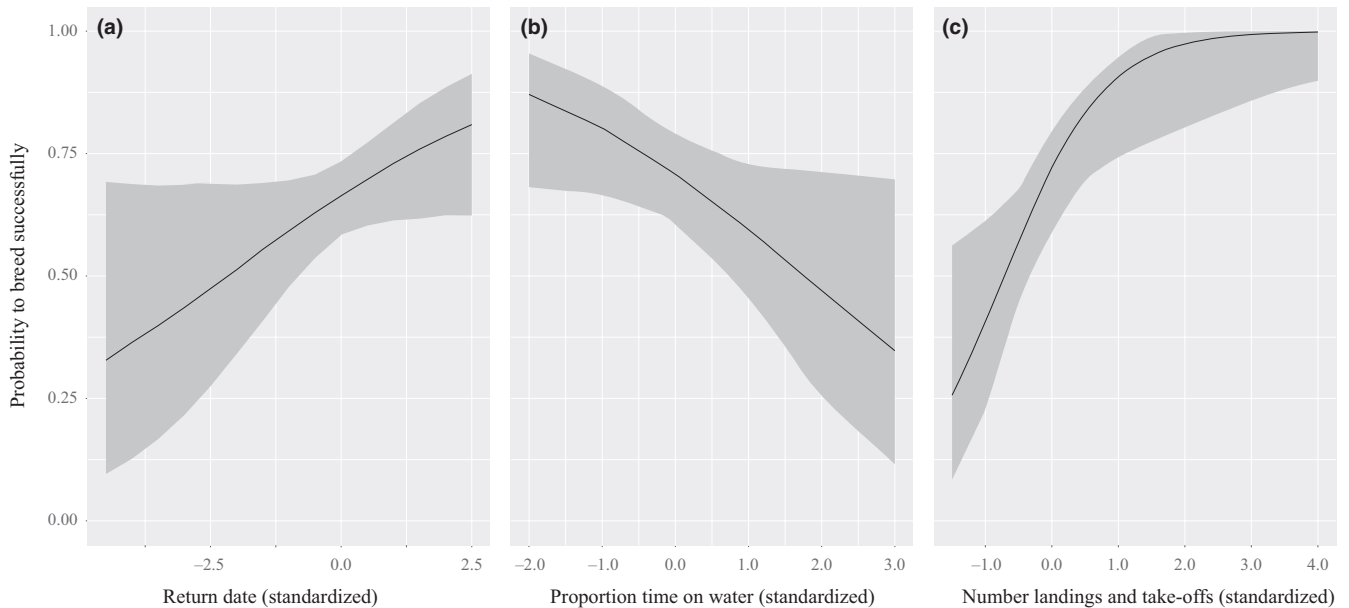 (a)
(b)
(c)
Probability to breed successfully
1.00
0.75
0.50
0.25
0.00
−2.5 0.0 2.5
−2.0 −1.0 0.0 1.0 2.0 3.0
−1.0 0.0 1.0 2.0 3.0 4.0
Return date (standardized)
Proportion time on water (standardized)
Number landings and take-offs (standardized)